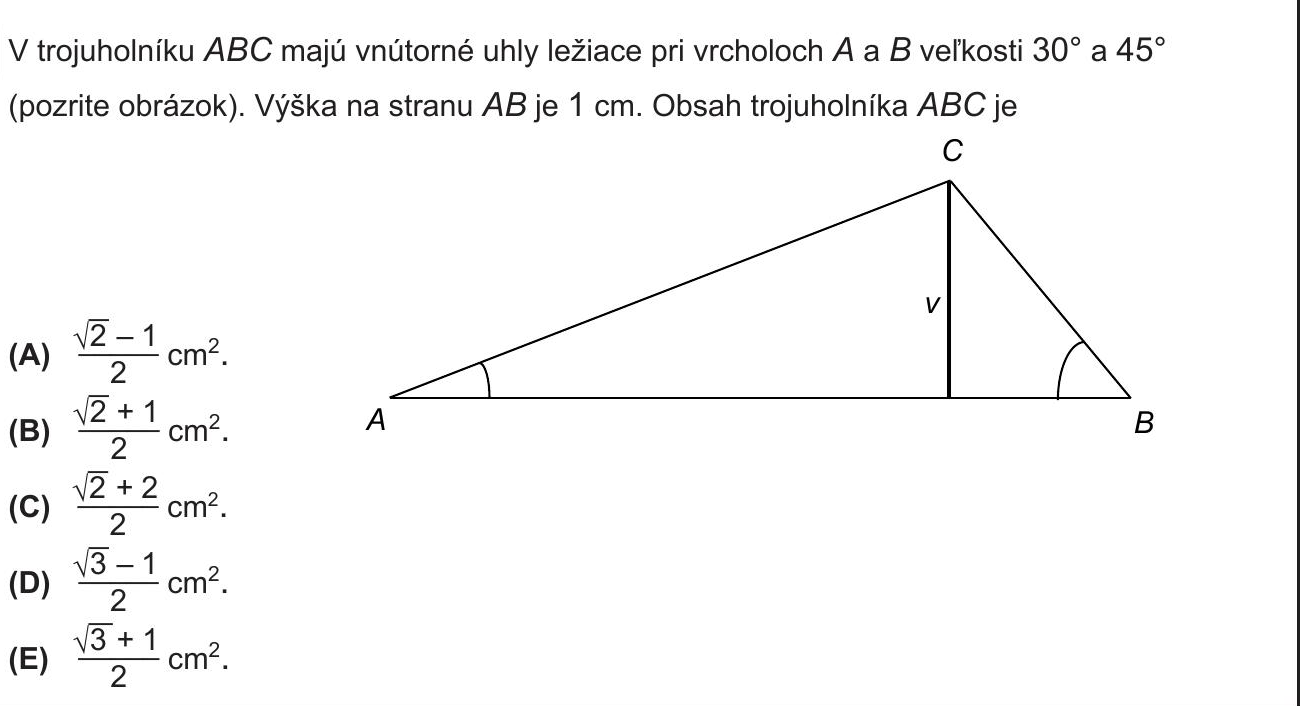 V trojuholníku ABC majú vnútorné uhly ležiace pri vrcholoch A a B veľkosti 30° a 45°
(pozrite obrázok). Výška na stranu AB je 1 cm. Obsah trojuholníka ABC je
C
v
A
B
(A) (√2 – 1)/2 cm².
(B) (√2 + 1)/2 cm².
(C) (√2 + 2)/2 cm².
(D) (√3 – 1)/2 cm².
(E) (√3 + 1)/2 cm².